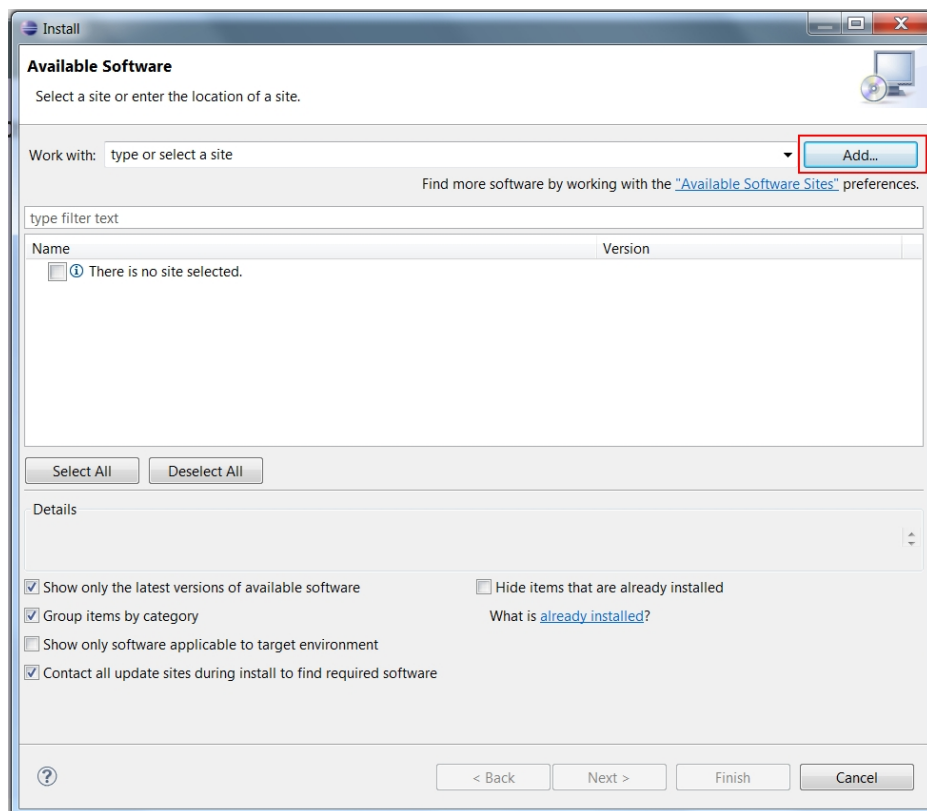 Install
Available Software
Select a site or enter the location of a site.
Work with: type or select a site Add...
Find more software by working with the "Available Software Sites" preferences.
type filter text
Name Version
There is no site selected.
Select All Deselect All
Details
Show only the latest versions of available software Hide items that are already installed
Group items by category What is already installed?
Show only software applicable to target environment
Contact all update sites during install to find required software
? < Back Next > Finish Cancel